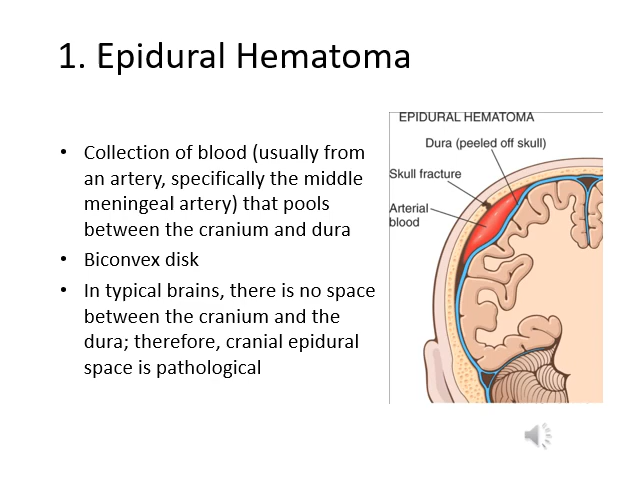 1. Epidural Hematoma
• Collection of blood (usually from
an artery, specifically the middle
meningeal artery) that pools
between the cranium and dura
• Biconvex disk
• In typical brains, there is no space
between the cranium and the
dura; therefore, cranial epidural
space is pathological
EPIDURAL HEMATOMA
Dura (peeled off skull)
Skull fracture
Arterial
blood